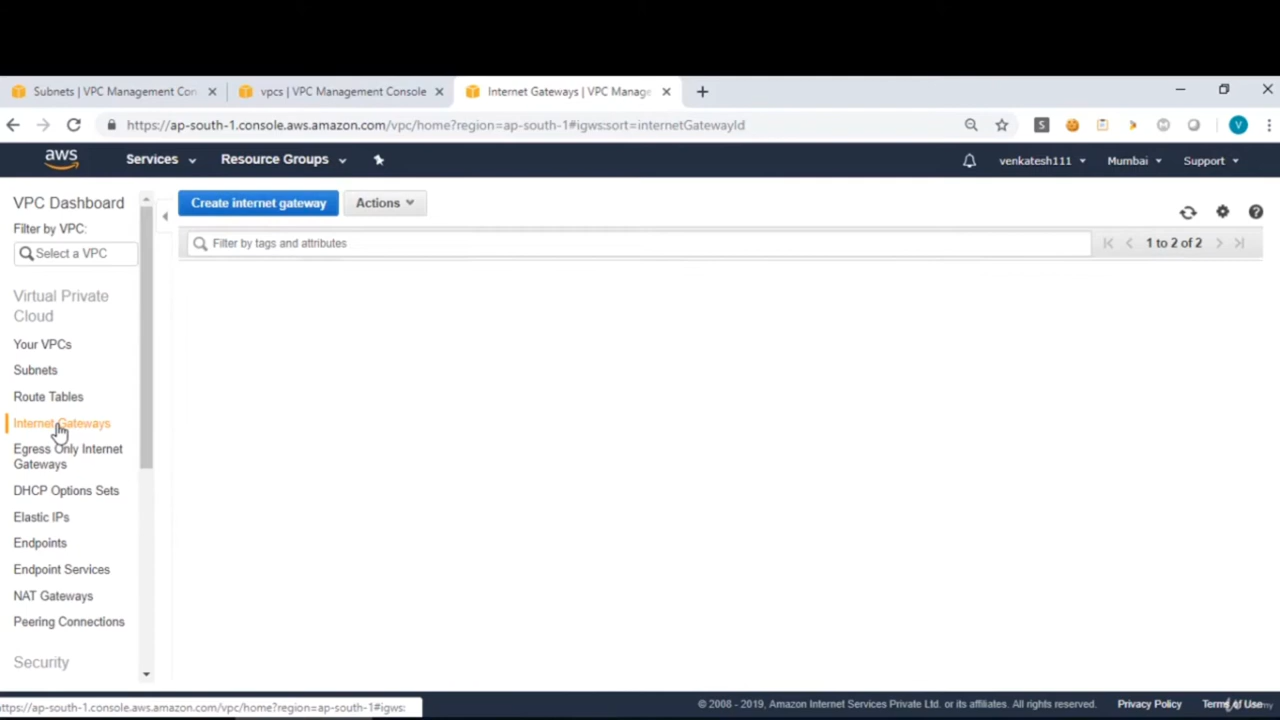 Subnets | VPC Management Con
vpcs | VPC Management Console
Internet Gateways | VPC Manage
https://ap-south-1.console.aws.amazon.com/vpc/home?region=ap-south-1#igws:sort=internetGatewayId
S
V
aws
Services
Resource Groups
venkatesh111
Mumbai
Support
VPC Dashboard
Filter by VPC:
Select a VPC
Virtual Private
Cloud
Your VPCs
Subnets
Route Tables
Internet Gateways
Egress Only Internet
Gateways
DHCP Options Sets
Elastic IPs
Endpoints
Endpoint Services
NAT Gateways
Peering Connections
Security
Create internet gateway
Actions
Filter by tags and attributes
1 to 2 of 2
https://ap-south-1.console.aws.amazon.com/vpc/home?region=ap-south-1#igws:
© 2008 - 2019, Amazon Internet Services Private Ltd. or its affiliates. All rights reserved.
Privacy Policy
Terms of Use